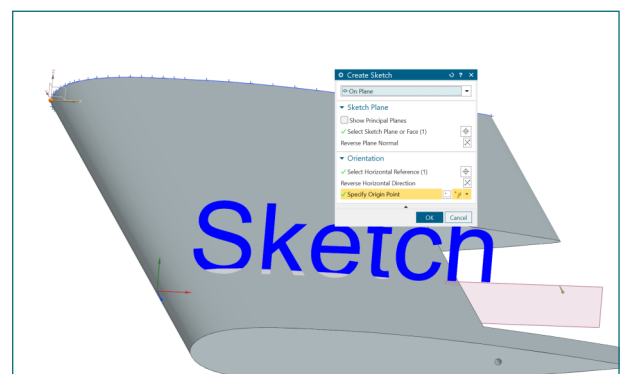 Create Sketch
On Plane
Sketch Plane
Show Principal Planes
Select Sketch Plane or Face (1)
Reverse Plane Normal
Orientation
Select Horizontal Reference (1)
Reverse Horizontal Direction
Specify Origin Point
OK Cancel
Sketch